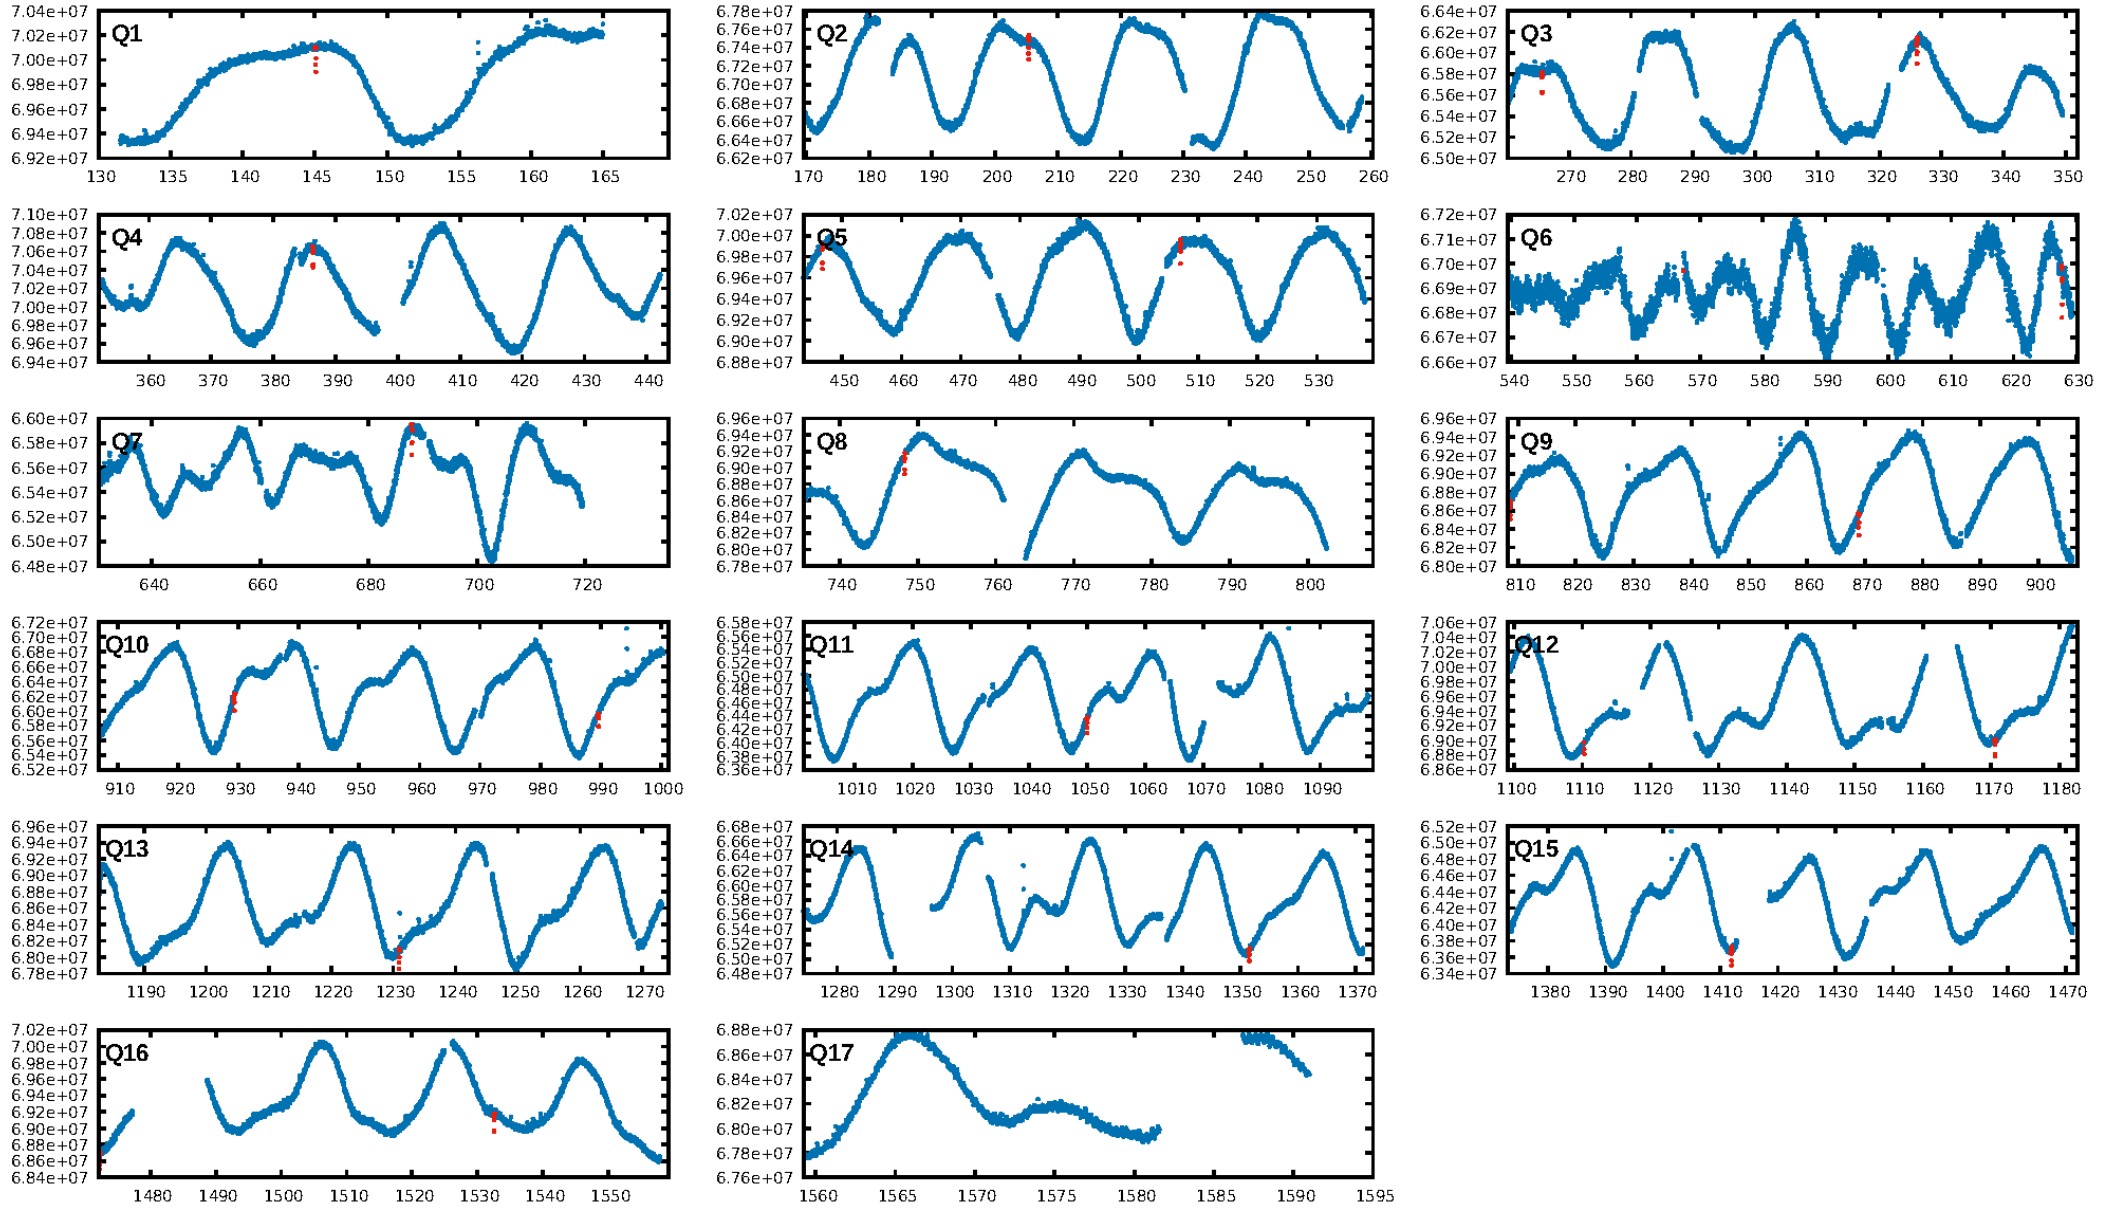 7.04e+07 7.02e+07 7.00e+07 6.98e+07 6.96e+07 6.94e+07 6.92e+07
Q1
130 135 140 145 150 155 160 165
6.78e+07 6.76e+07 6.74e+07 6.72e+07 6.70e+07 6.68e+07 6.66e+07 6.64e+07 6.62e+07
Q2
170 180 190 200 210 220 230 240 250 260
6.64e+07 6.62e+07 6.60e+07 6.58e+07 6.55e+07 6.54e+07 6.52e+07 6.50e+07
Q3
270 280 290 300 310 320 330 340 350
7.10e+07 7.08e+07 7.06e+07 7.04e+07 7.02e+07 7.00e+07 6.98e+07 6.96e+07 6.94e+07
Q4
360 370 380 390 400 410 420 430 440
7.02e+07 7.00e+07 6.98e+07 6.96e+07 6.94e+07 6.92e+07 6.90e+07 6.88e+07
Q5
450 460 470 480 490 500 510 520 530
6.72e+07 6.71e+07 6.70e+07 6.69e+07 6.68e+07 6.67e+07 6.66e+07
Q6
540 550 560 570 580 590 600 610 620 630
6.60e+07 6.58e+07 6.56e+07 6.54e+07 6.52e+07 6.50e+07 6.48e+07
Q7
640 660 680 700 720
6.96e+07 6.94e+07 6.92e+07 6.90e+07 6.88e+07 6.86e+07 6.84e+07 6.82e+07 6.80e+07 6.78e+07
Q8
740 750 760 770 780 790 800
6.96e+07 6.94e+07 6.92e+07 6.90e+07 6.88e+07 6.86e+07 6.84e+07 6.82e+07 6.80e+07
Q9
810 820 830 840 850 860 870 880 890 900
6.72e+07 6.70e+07 6.68e+07 6.66e+07 6.64e+07 6.62e+07 6.60e+07 6.58e+07 6.56e+07 6.54e+07 6.52e+07
Q10
910 920 930 940 950 960 970 980 990 1000
6.58e+07 6.55e+07 6.53e+07 6.50e+07 6.48e+07 6.46e+07 6.44e+07 6.42e+07 6.40e+07 6.38e+07 6.36e+07
Q11
1010 1020 1030 1040 1050 1060 1070 1080 1090
7.06e+07 7.04e+07 7.02e+07 7.00e+07 6.98e+07 6.96e+07 6.94e+07 6.92e+07 6.90e+07 6.88e+07 6.86e+07
Q12
1100 1110 1120 1130 1140 1150 1160 1170 1180
6.96e+07 6.94e+07 6.92e+07 6.90e+07 6.88e+07 6.86e+07 6.84e+07 6.82e+07 6.80e+07 6.78e+07
Q13
1190 1200 1210 1220 1230 1240 1250 1260 1270
6.68e+07 6.66e+07 6.64e+07 6.62e+07 6.60e+07 6.58e+07 6.56e+07 6.54e+07 6.52e+07 6.50e+07 6.48e+07
Q14
1280 1290 1300 1310 1320 1330 1340 1350 1360 1370
6.52e+07 6.50e+07 6.48e+07 6.46e+07 6.44e+07 6.42e+07 6.40e+07 6.38e+07 6.36e+07 6.34e+07
Q15
1380 1390 1400 1410 1420 1430 1440 1450 1460 1470
7.02e+07 7.00e+07 6.98e+07 6.96e+07 6.94e+07 6.92e+07 6.90e+07 6.88e+07 6.86e+07 6.84e+07
Q16
1480 1490 1500 1510 1520 1530 1540 1550
6.88e+07 6.86e+07 6.84e+07 6.82e+07 6.80e+07 6.78e+07 6.76e+07
Q17
1560 1565 1570 1575 1580 1585 1590 1595